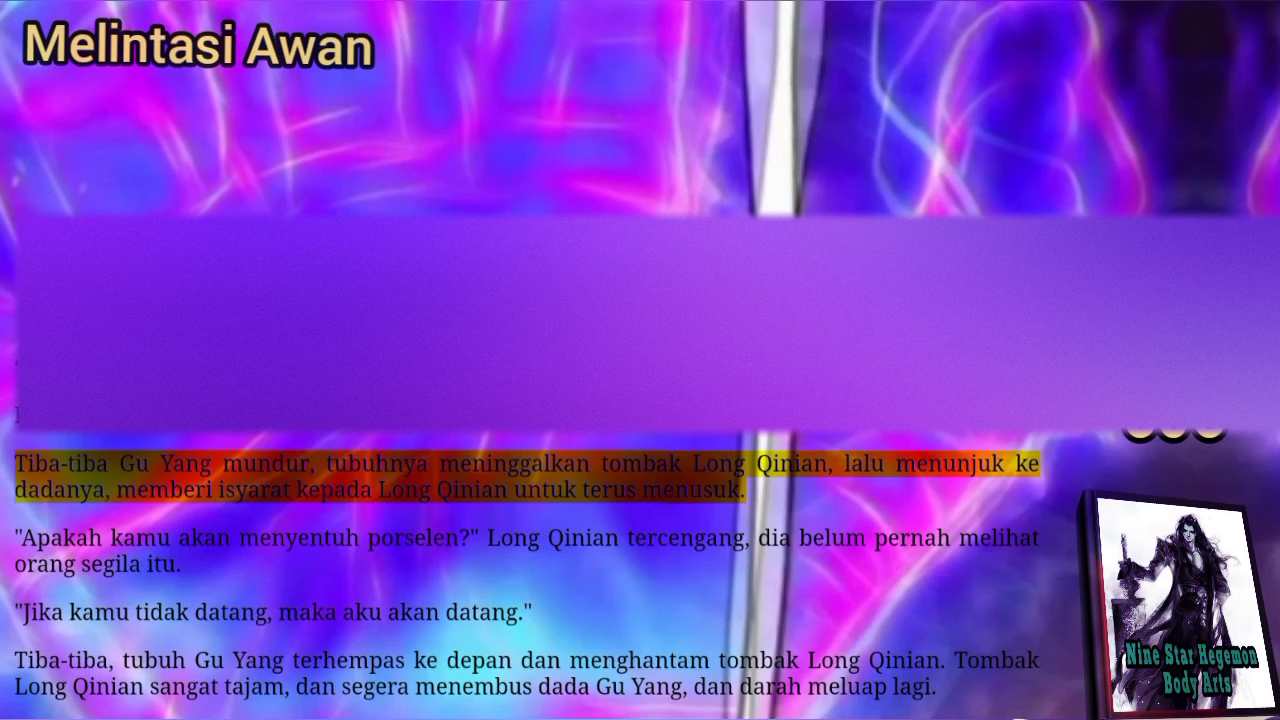 Melintasi Awan
Tiba-tiba Gu Yang mundur, tubuhnya meninggalkan tombak Long Qinian, lalu menunjuk ke
dadanya, memberi isyarat kepada Long Qinian untuk terus menusuk.
"Apakah kamu akan menyentuh porselen?" Long Qinian tercengang, dia belum pernah melihat
orang segila itu.
"Jika kamu tidak datang, maka aku akan datang."
Tiba-tiba, tubuh Gu Yang terhempas ke depan dan menghantam tombak Long Qinian. Tombak
Long Qinian sangat tajam, dan segera menembus dada Gu Yang, dan darah meluap lagi.
Nine Star Hegemon
Body Arts